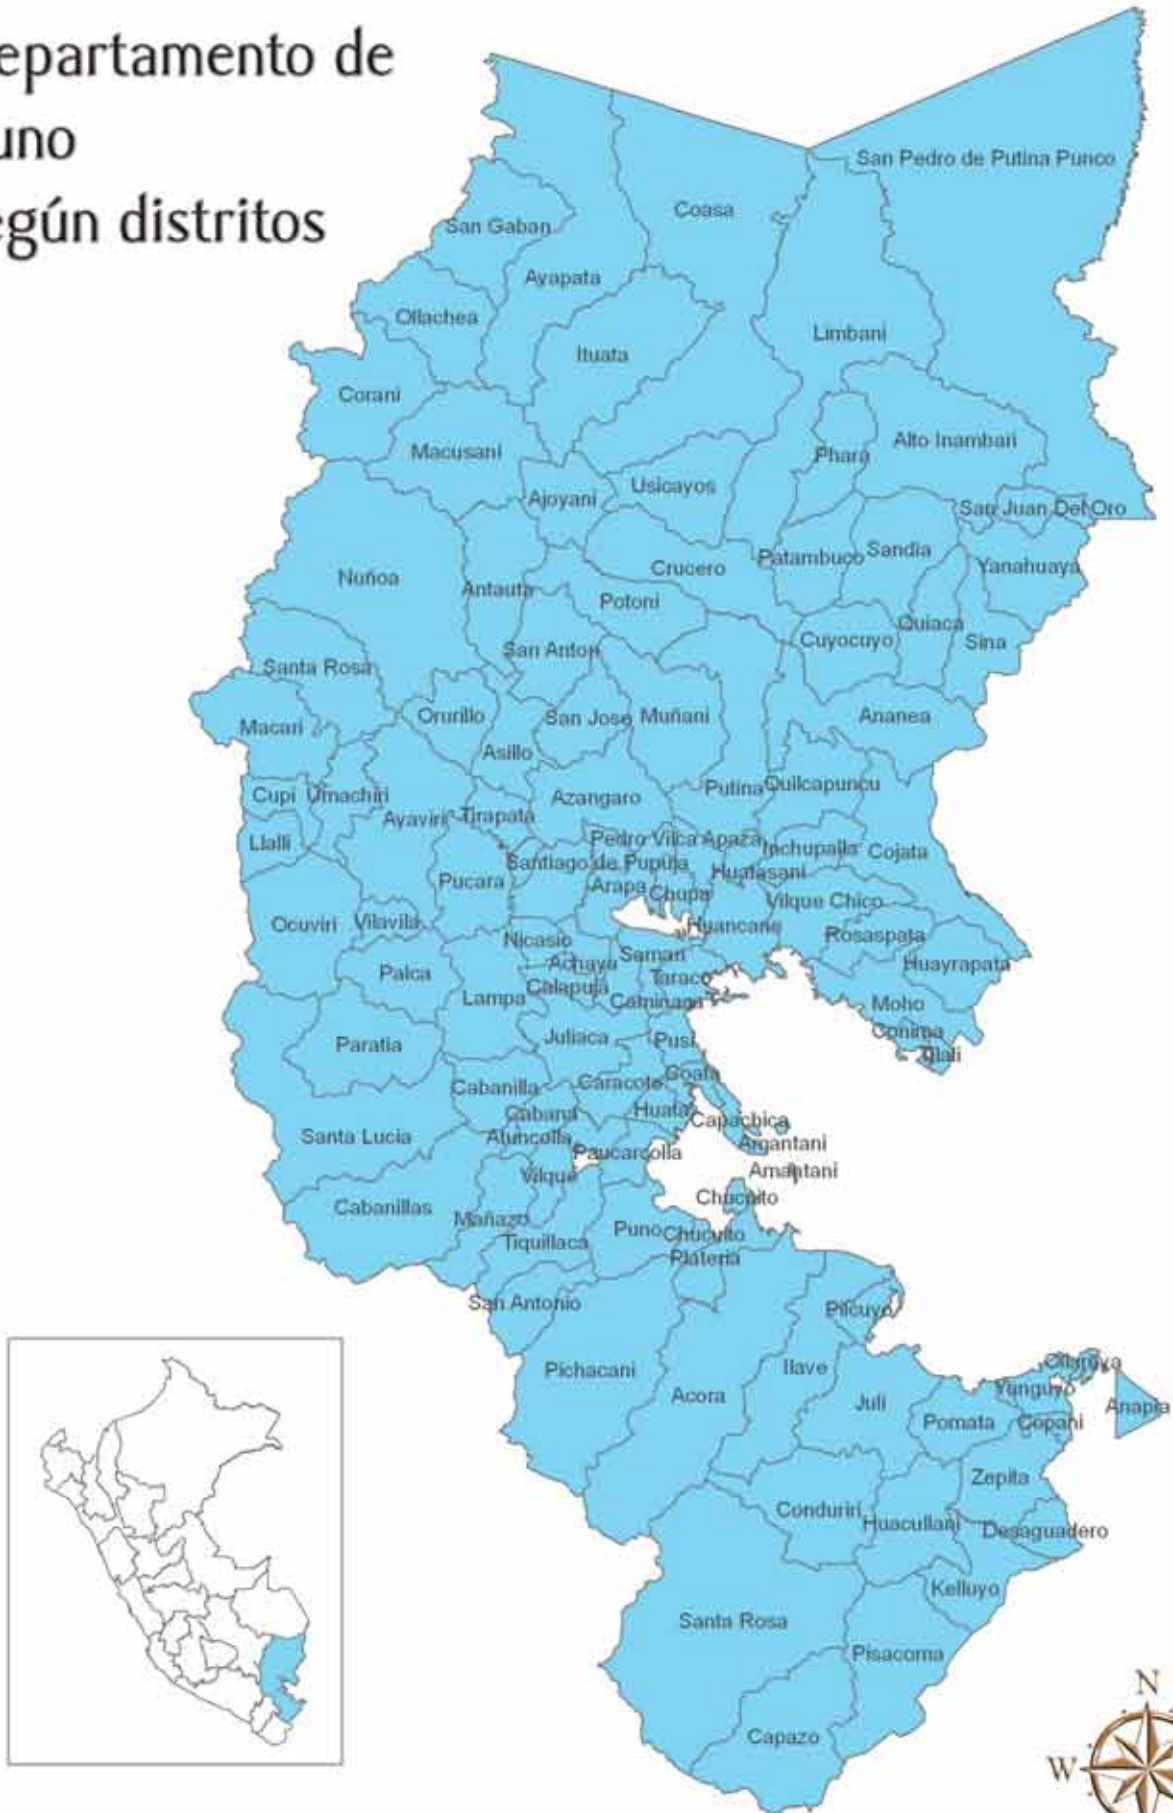 epartamento de
uno
egún distritos
San Pedro de Putina Punco
Coasa
San Gaban
Ayapata
Ollachea
Limbani
Ituata
Corani
Alto Inambari
Macusani
Phara
Usicayos
Ajoyani
San Juan Del Oro
Sandia
Patambuco
Yanahuaya
Crucero
Nuñoa
Antauta
Potoni
Quiaca
Cuyocuyo
Sina
San Anton
Santa Rosa
Orurillo
San Jose
Muñani
Ananea
Macari
Asillo
Putina
Quilcapuncu
Cupi
Umachiri
Azangaro
Ayaviri
Tirapata
Pedro Vilca Apaza
Llalli
Inchupalla
Cojata
Santiago de Pupuja
Huatasani
Pucara
Arapa
Chupa
Vilque Chico
Ocuviri
Vilavila
Huancane
Rosaspata
Nicasio
Saman
Achaya
Huayrapata
Palca
Taraco
Calapuja
Lampa
Caminaca
Moho
Conima
Juliaca
Pusi
Paratia
Tilali
Coata
Caracoto
Cabanilla
Huata
Cabana
Capachica
Santa Lucia
Atuncolla
Amantani
Paucarcolla
Amantani
Vilque
Chucuito
Cabanillas
Mañazo
Puno
Chucuito
Tiquillaca
Plateria
San Antonio
Pilcuyo
Pichacani
Ilave
Ollaraya
Yunguyo
Acora
Juli
Anapia
Pomata
Copani
Zepita
Conduriri
Huacullani
Desaguadero
Kelluyo
Santa Rosa
Pisacoma
Capazo
N
W